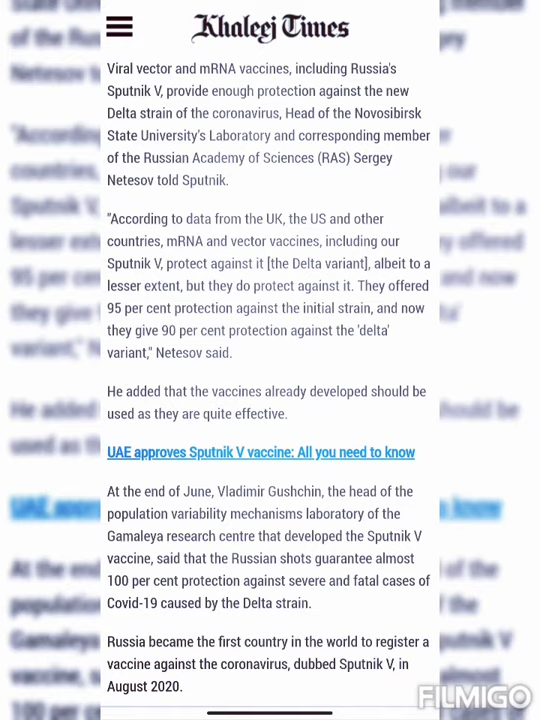 Khaleej Times
Viral vector and mRNA vaccines, including Russia's
Sputnik V, provide enough protection against the new
Delta strain of the coronavirus, Head of the Novosibirsk
State University's Laboratory and corresponding member
of the Russian Academy of Sciences (RAS) Sergey
Netesov told Sputnik.
"According to data from the UK, the US and other
countries, mRNA and vector vaccines, including our
Sputnik V, protect against it [the Delta variant], albeit to a
lesser extent, but they do protect against it. They offered
95 per cent protection against the initial strain, and now
they give 90 per cent protection against the 'delta'
variant," Netesov said.
He added that the vaccines already developed should be
used as they are quite effective.
UAE approves Sputnik V vaccine: All you need to know
At the end of June, Vladimir Gushchin, the head of the
population variability mechanisms laboratory of the
Gamaleya research centre that developed the Sputnik V
vaccine, said that the Russian shots guarantee almost
100 per cent protection against severe and fatal cases of
Covid-19 caused by the Delta strain.
Russia became the first country in the world to register a
vaccine against the coronavirus, dubbed Sputnik V, in
August 2020.
FILMIGO